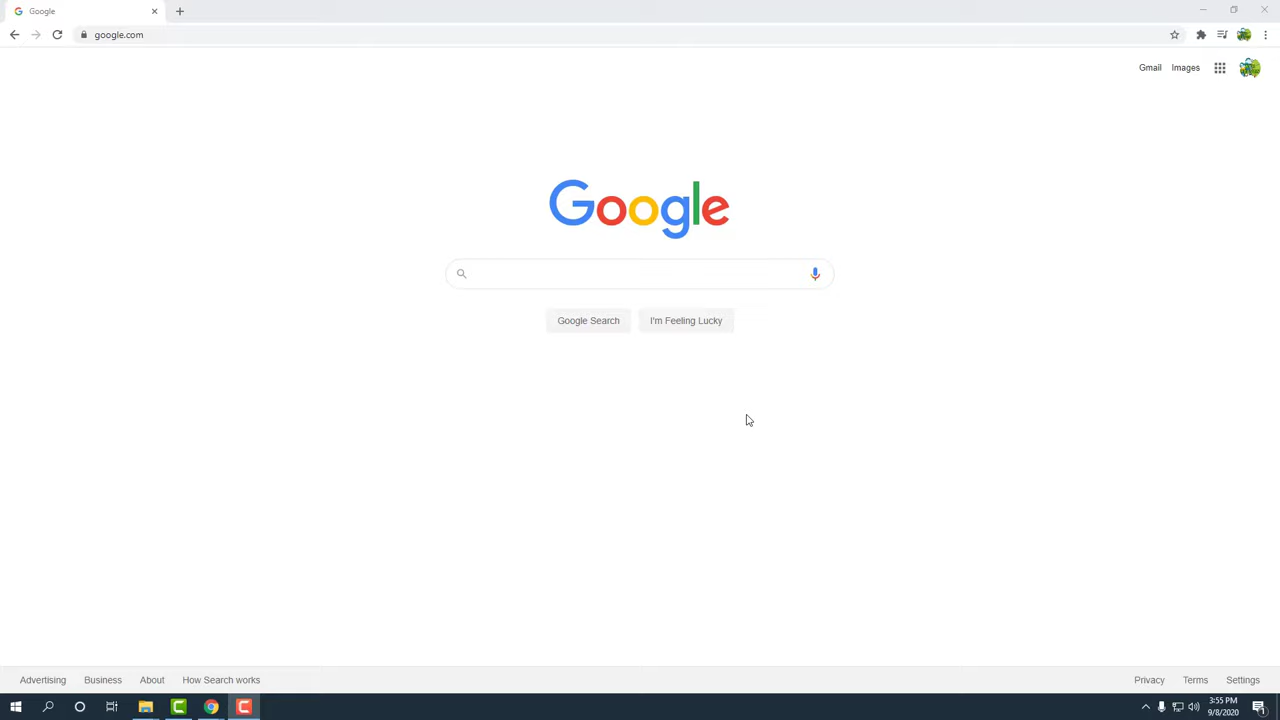 Google
google.com
Gmail Images
Google
Google Search I'm Feeling Lucky
Advertising Business About How Search works Privacy Terms Settings
3:55 PM
9/8/2020
1